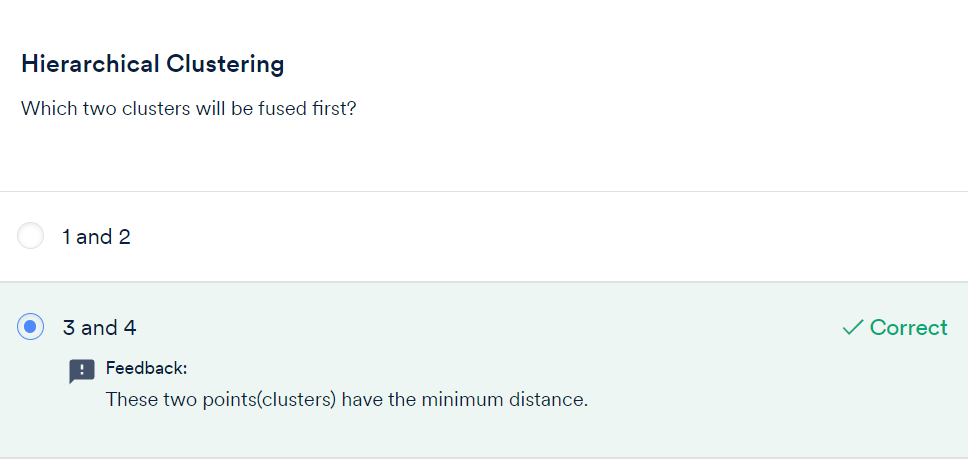 Hierarchical Clustering
Which two clusters will be fused first?
1 and 2
3 and 4
Correct
Feedback:
These two points(clusters) have the minimum distance.